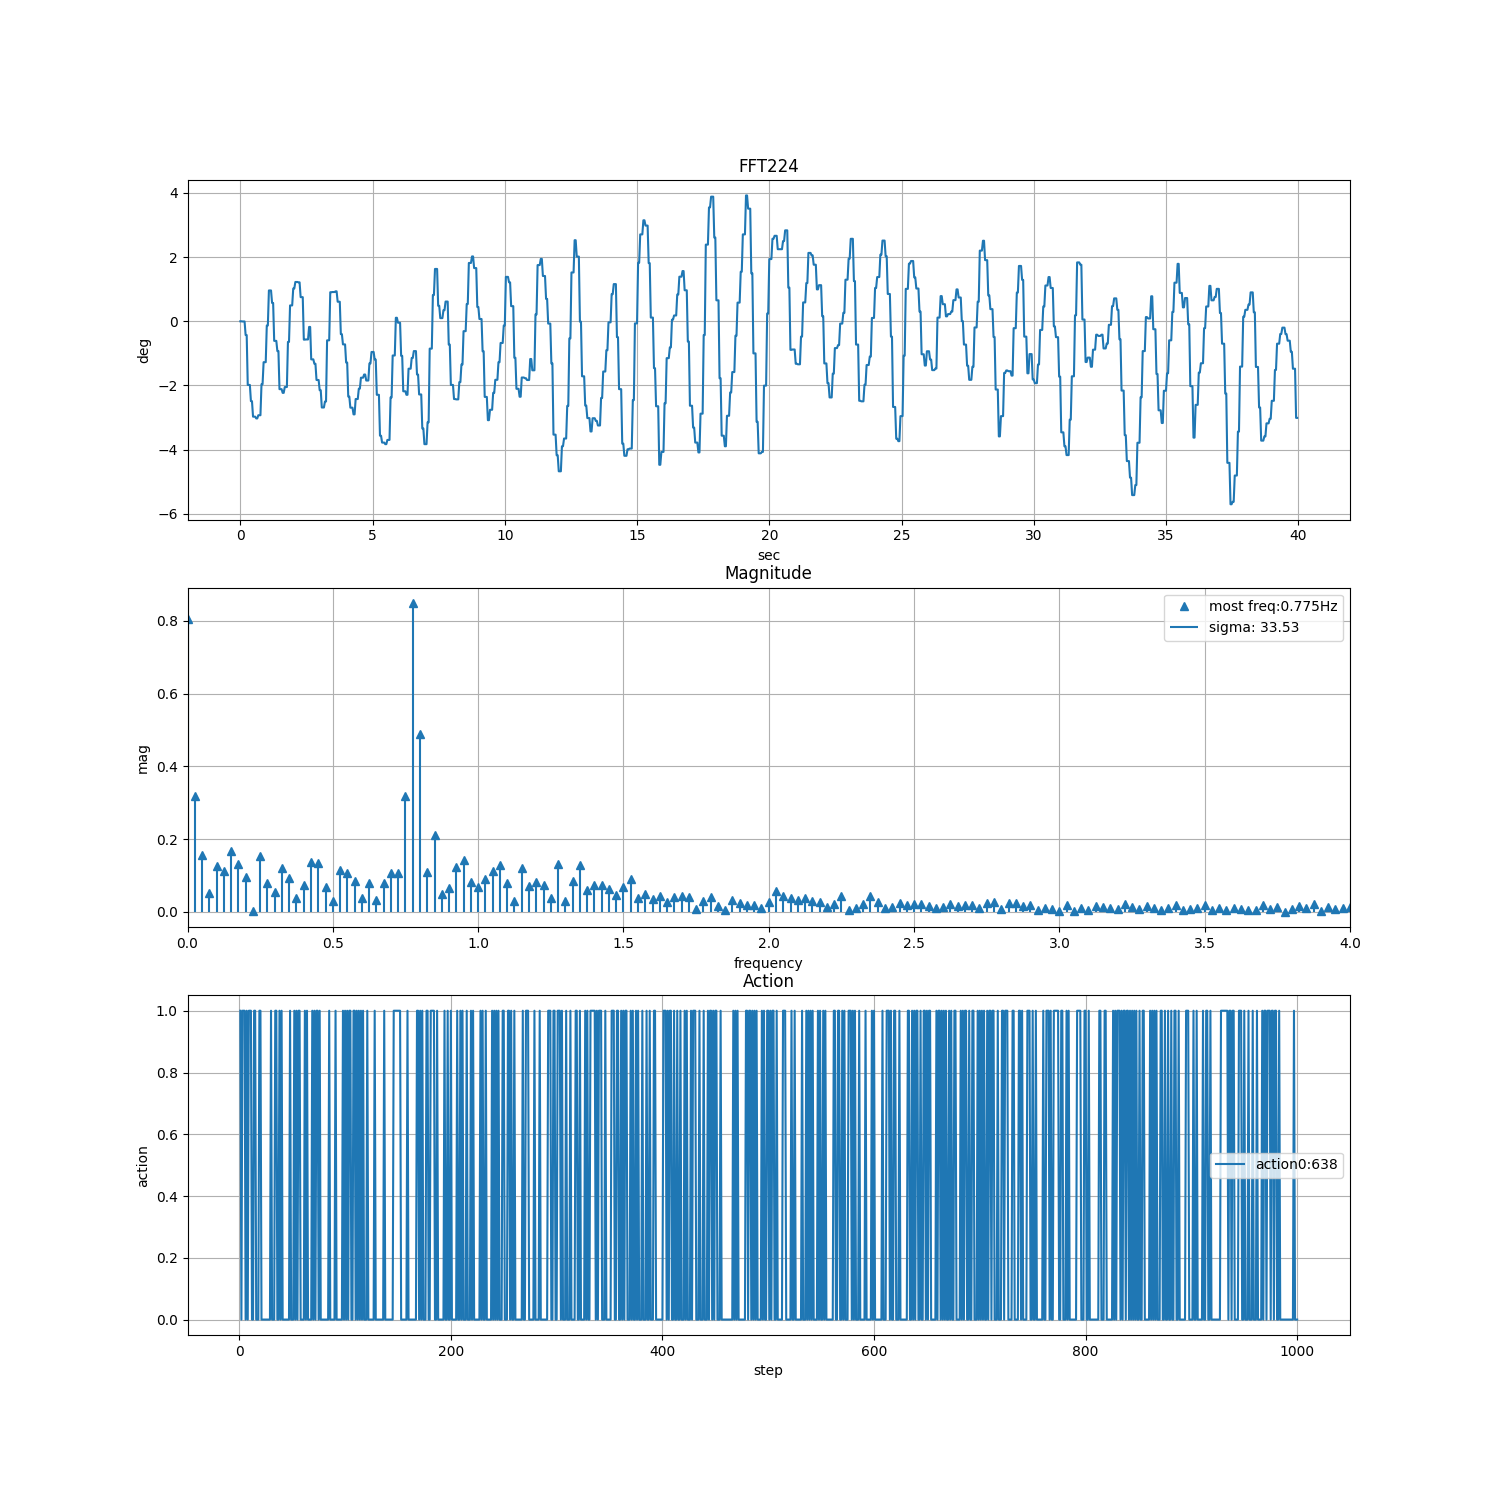 FFT224
4
2
0
−2
−4
−6
deg
0 5 10 15 20 25 30 35 40
sec
Magnitude
most freq:0.775Hz
sigma: 33.53
0.8
0.6
0.4
0.2
0.0
mag
0.0 0.5 1.0 1.5 2.0 2.5 3.0 3.5 4.0
frequency
Action
1.0
0.8
0.6
0.4
0.2
0.0
action
action0:638
0 200 400 600 800 1000
step